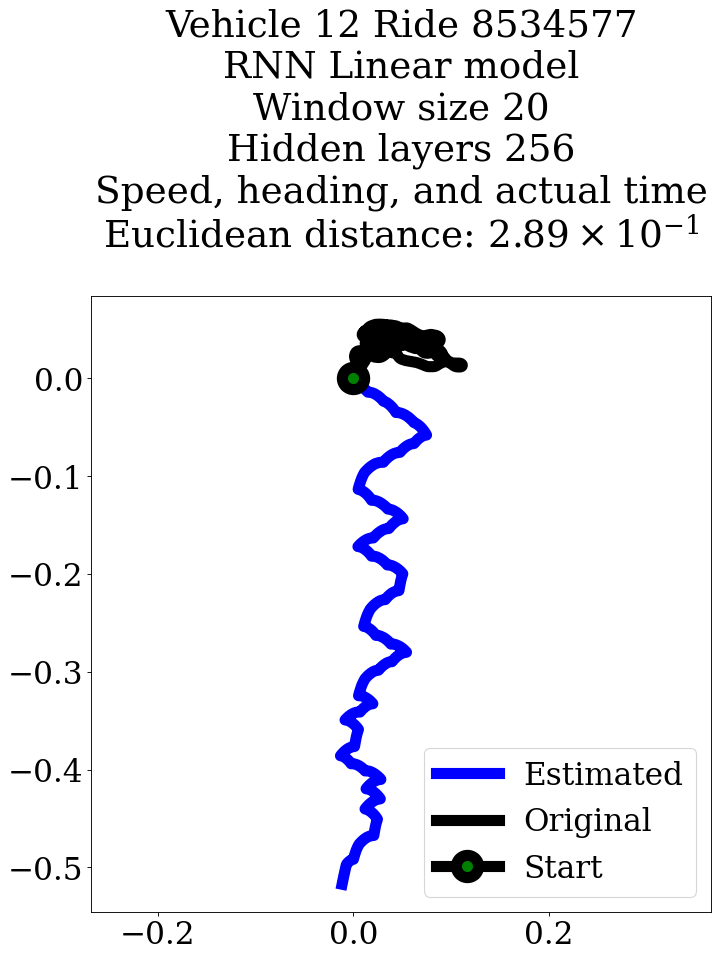 Vehicle 12 Ride 8534577
RNN Linear model
Window size 20
Hidden layers 256
Speed, heading, and actual time
Euclidean distance: 2.89 × 10⁻¹
0.0
−0.1
−0.2
−0.3
−0.4
−0.5
Estimated
Original
Start
−0.2
0.0
0.2